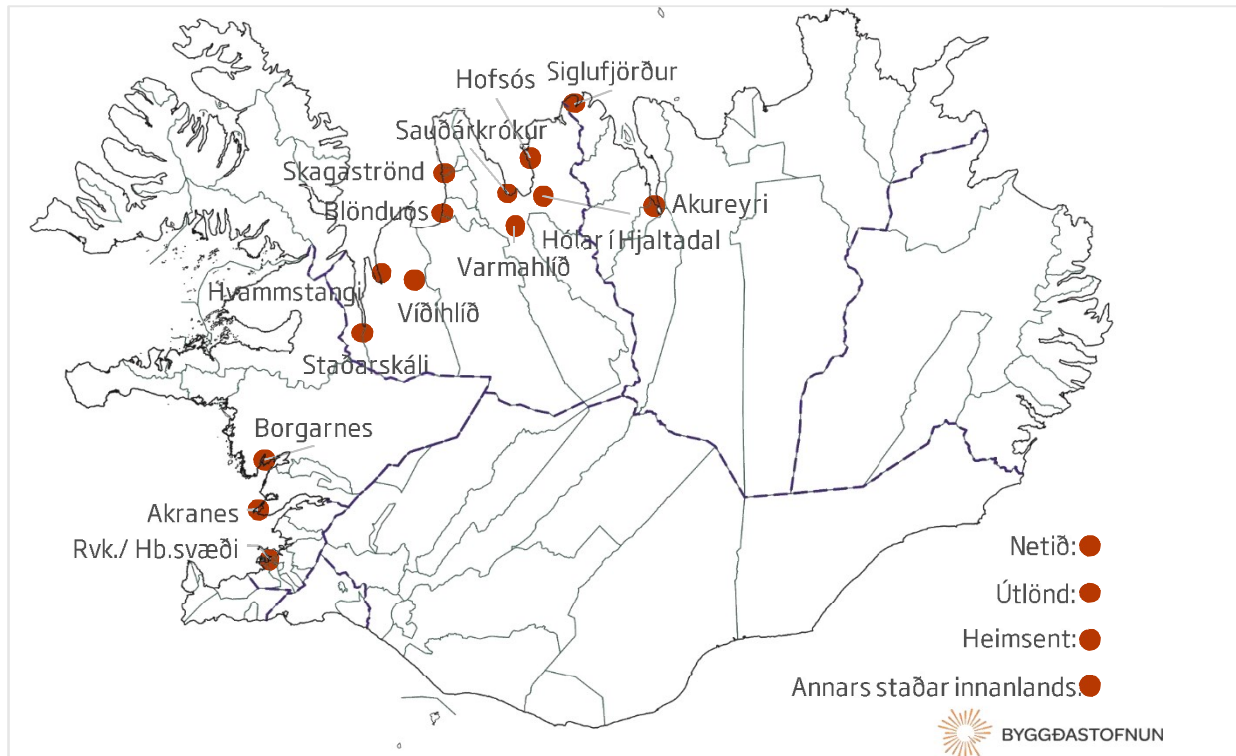 Siglufjörður
Hofsós
Sauðárkrókur
Skagaströnd
Blönduós
Akureyri
Hólar í Hjaltadal
Varmahlíð
Hvammstangi
Víðihlíð
Staðarskáli
Borgarnes
Akranes
Rvk./ Hb.svæði
Netið:
Útlönd:
Heimsent:
Annars staðar innanlands:
BYGGÐASTOFNUN